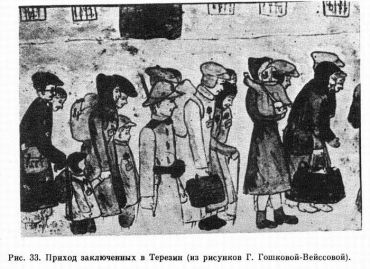 Рис. 33. Приход заключенных в Терезин (из рисунков Г. Гошковой-Вейссовой).